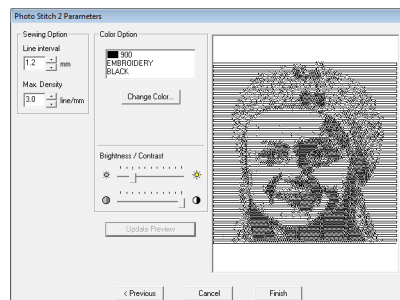 Photo Stitch 2 Parameters
Sewing Option
Line interval
1.2 mm
Max. Density
3.0 line/mm
Color Option
900
EMBROIDERY
BLACK
Change Color...
Brightness / Contrast
Update Preview
< Previous
Cancel
Finish